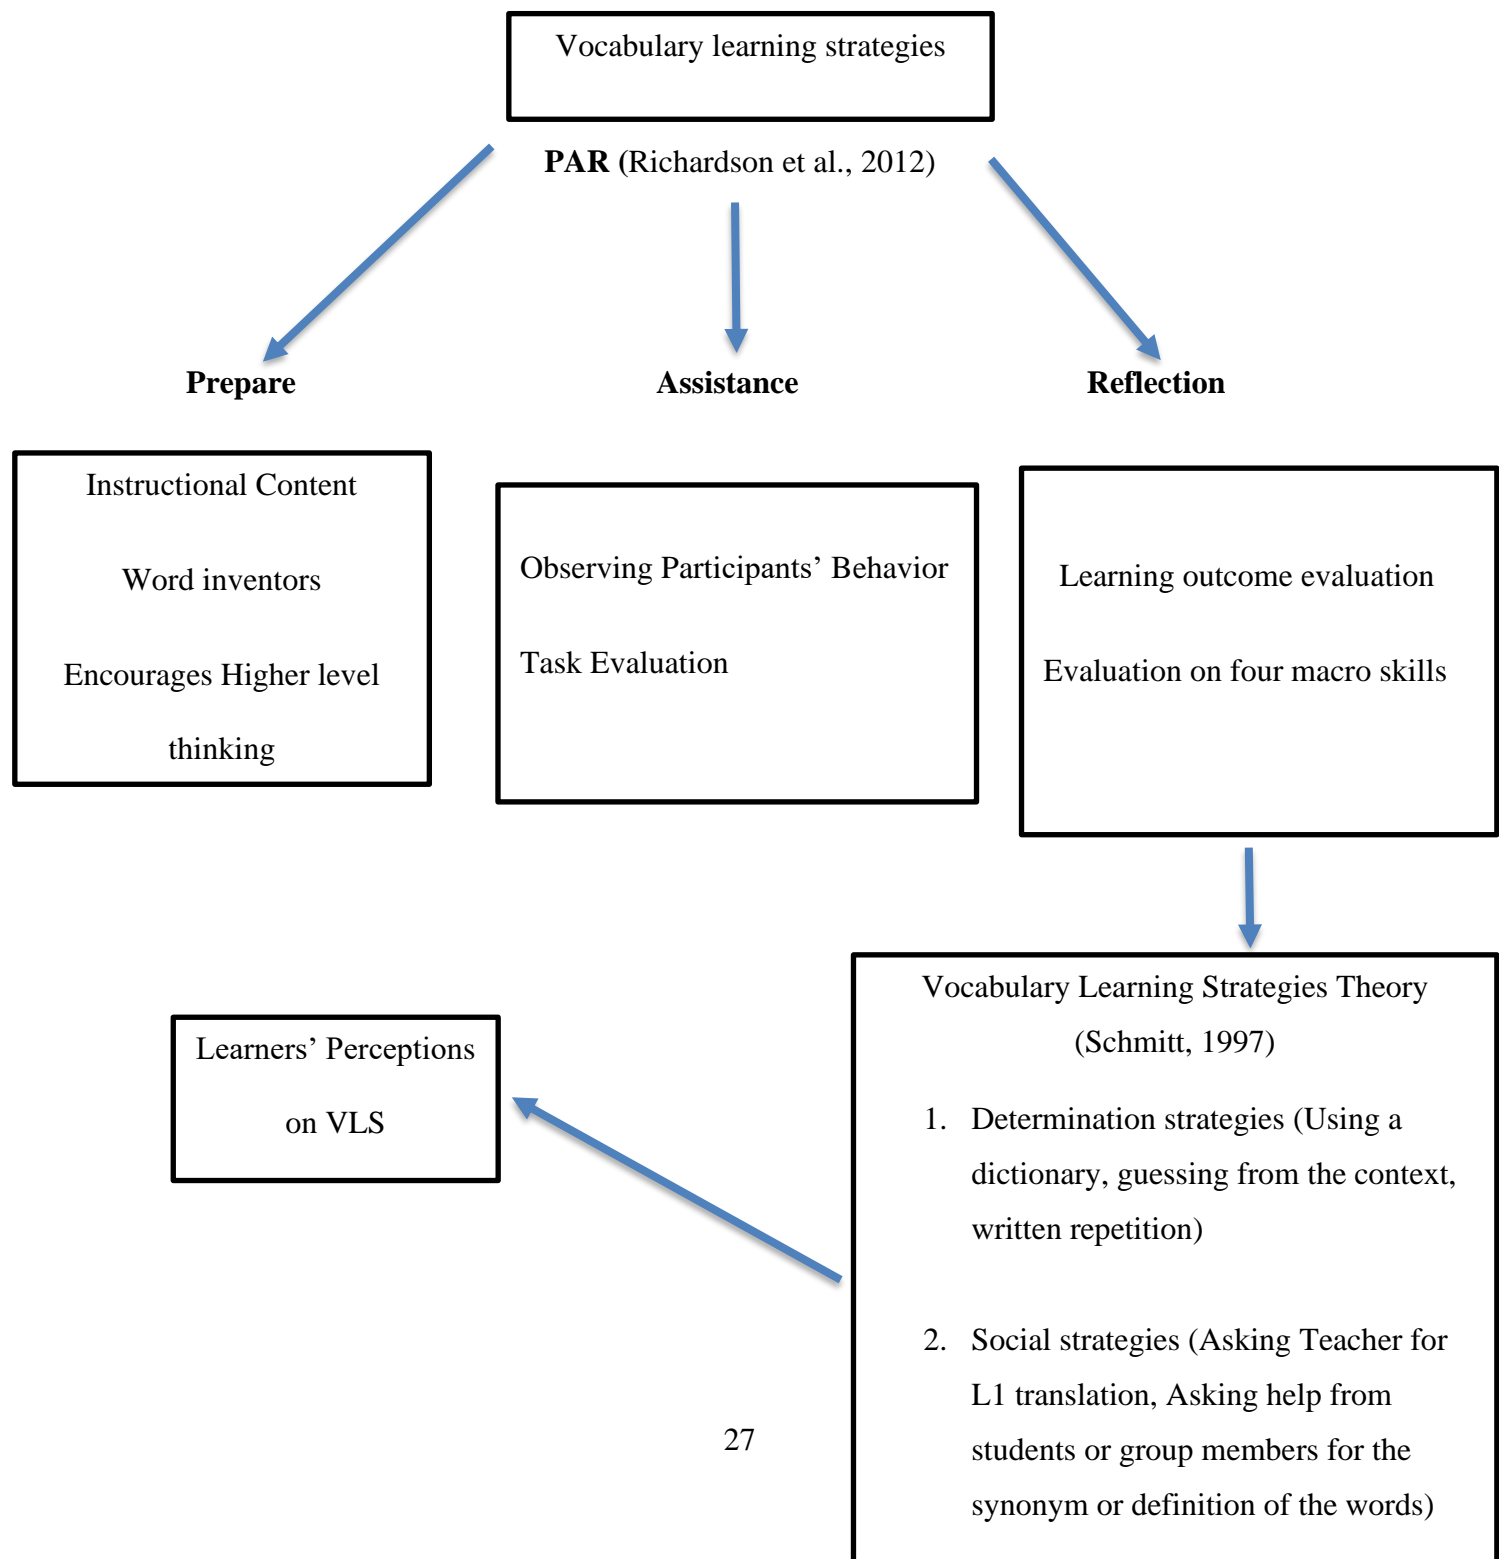 Vocabulary learning strategies
PAR (Richardson et al., 2012)
Prepare
Assistance
Reflection
Instructional Content
Word inventors
Encourages Higher level
thinking
Observing Participants’ Behavior
Task Evaluation
Learning outcome evaluation
Evaluation on four macro skills
Learners’ Perceptions
on VLS
Vocabulary Learning Strategies Theory
(Schmitt, 1997)
1. Determination strategies (Using a
dictionary, guessing from the context,
written repetition)
2. Social strategies (Asking Teacher for
L1 translation, Asking help from
students or group members for the
synonym or definition of the words)
27